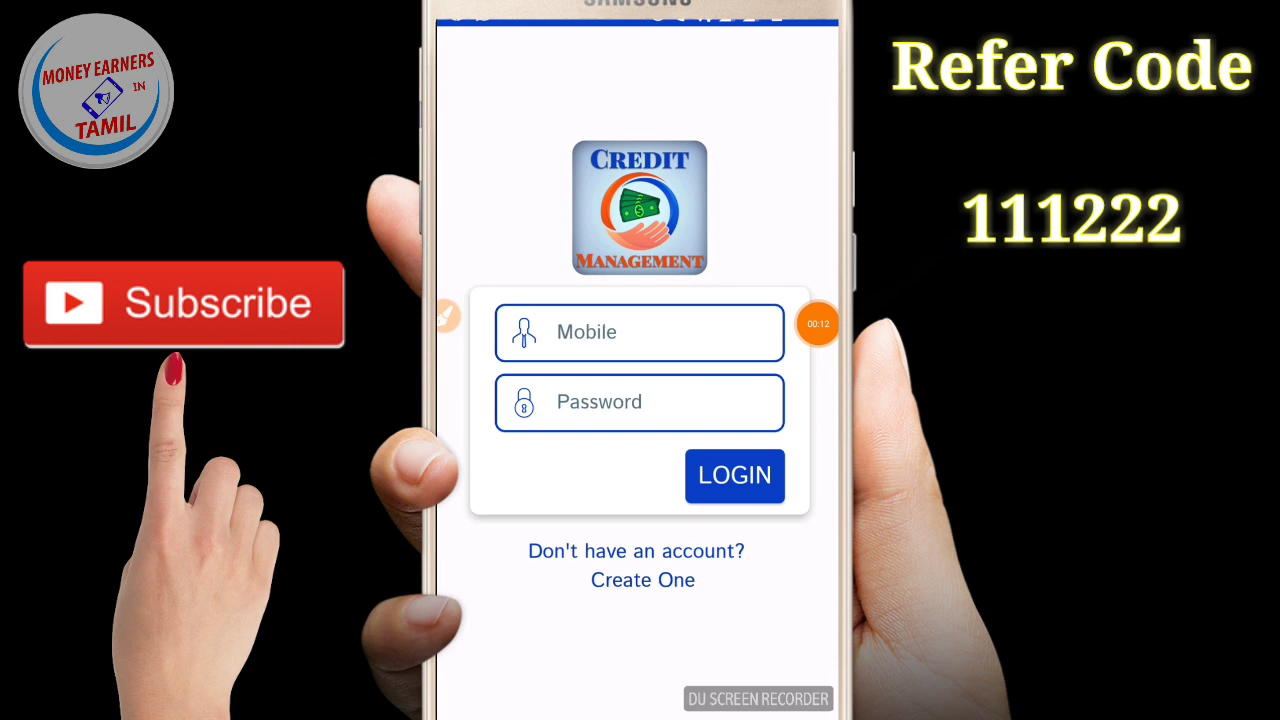 SAMSUNG
MONEY EARNERS
IN
TAMIL
Refer Code
111222
CREDIT
MANAGEMENT
Subscribe
Mobile
00:12
Password
LOGIN
Don't have an account?
Create One
DU SCREEN RECORDER